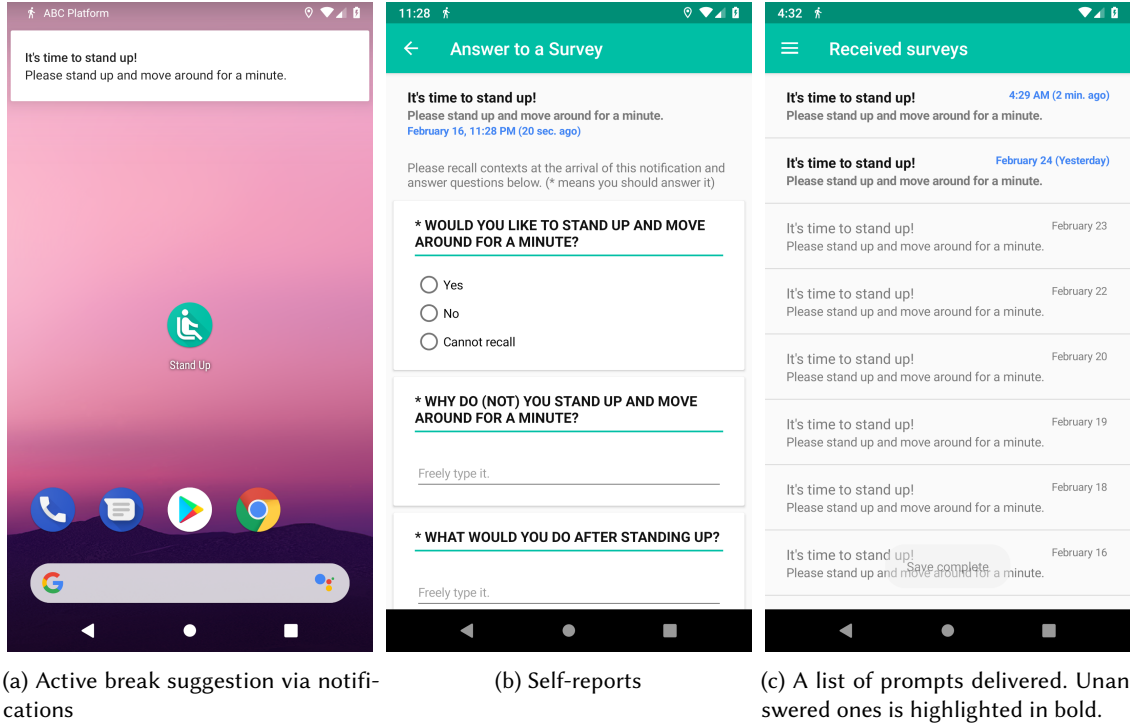 ABC Platform
It's time to stand up!
Please stand up and move around for a minute.
Stand Up
(a) Active break suggestion via notifi-
cations
11:28
Answer to a Survey
It's time to stand up!
Please stand up and move around for a minute.
February 16, 11:28 PM (20 sec. ago)
Please recall contexts at the arrival of this notification and
answer questions below. (* means you should answer it)
* WOULD YOU LIKE TO STAND UP AND MOVE
AROUND FOR A MINUTE?
Yes
No
Cannot recall
* WHY DO (NOT) YOU STAND UP AND MOVE
AROUND FOR A MINUTE?
Freely type it.
* WHAT WOULD YOU DO AFTER STANDING UP?
Freely type it.
(b) Self-reports
4:32
Received surveys
It's time to stand up! 4:29 AM (2 min. ago)
Please stand up and move around for a minute.
It's time to stand up! February 24 (Yesterday)
Please stand up and move around for a minute.
It's time to stand up! February 23
Please stand up and move around for a minute.
It's time to stand up! February 22
Please stand up and move around for a minute.
It's time to stand up! February 20
Please stand up and move around for a minute.
It's time to stand up! February 19
Please stand up and move around for a minute.
It's time to stand up! February 18
Please stand up and move around for a minute.
It's time to stand up! February 16
Please stand up and move around for a minute.
Save complete
(c) A list of prompts delivered. Unan
swered ones is highlighted in bold.